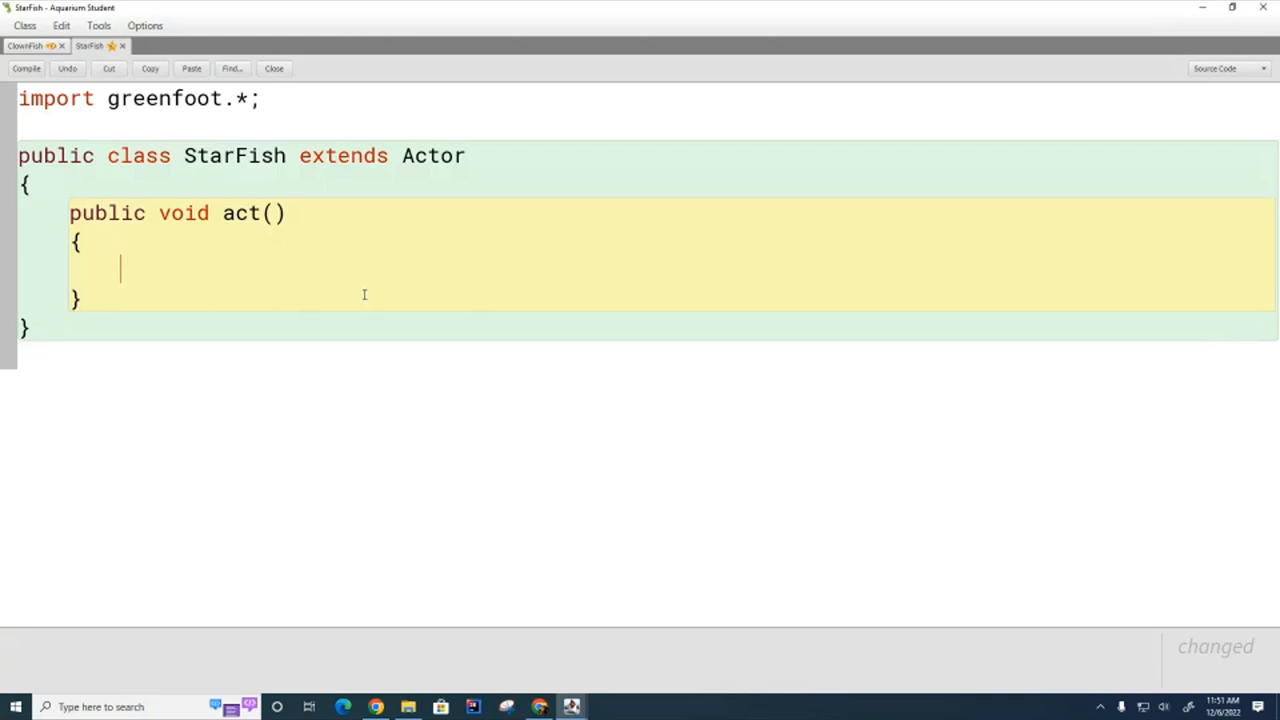 StarFish - Aquarium Student
Class Edit Tools Options
ClownFish StarFish
Compile Undo Cut Copy Paste Find... Close Source Code
import greenfoot.*;
public class StarFish extends Actor
{
public void act()
{
}
}
changed
Type here to search
11:51 AM
12/6/2022